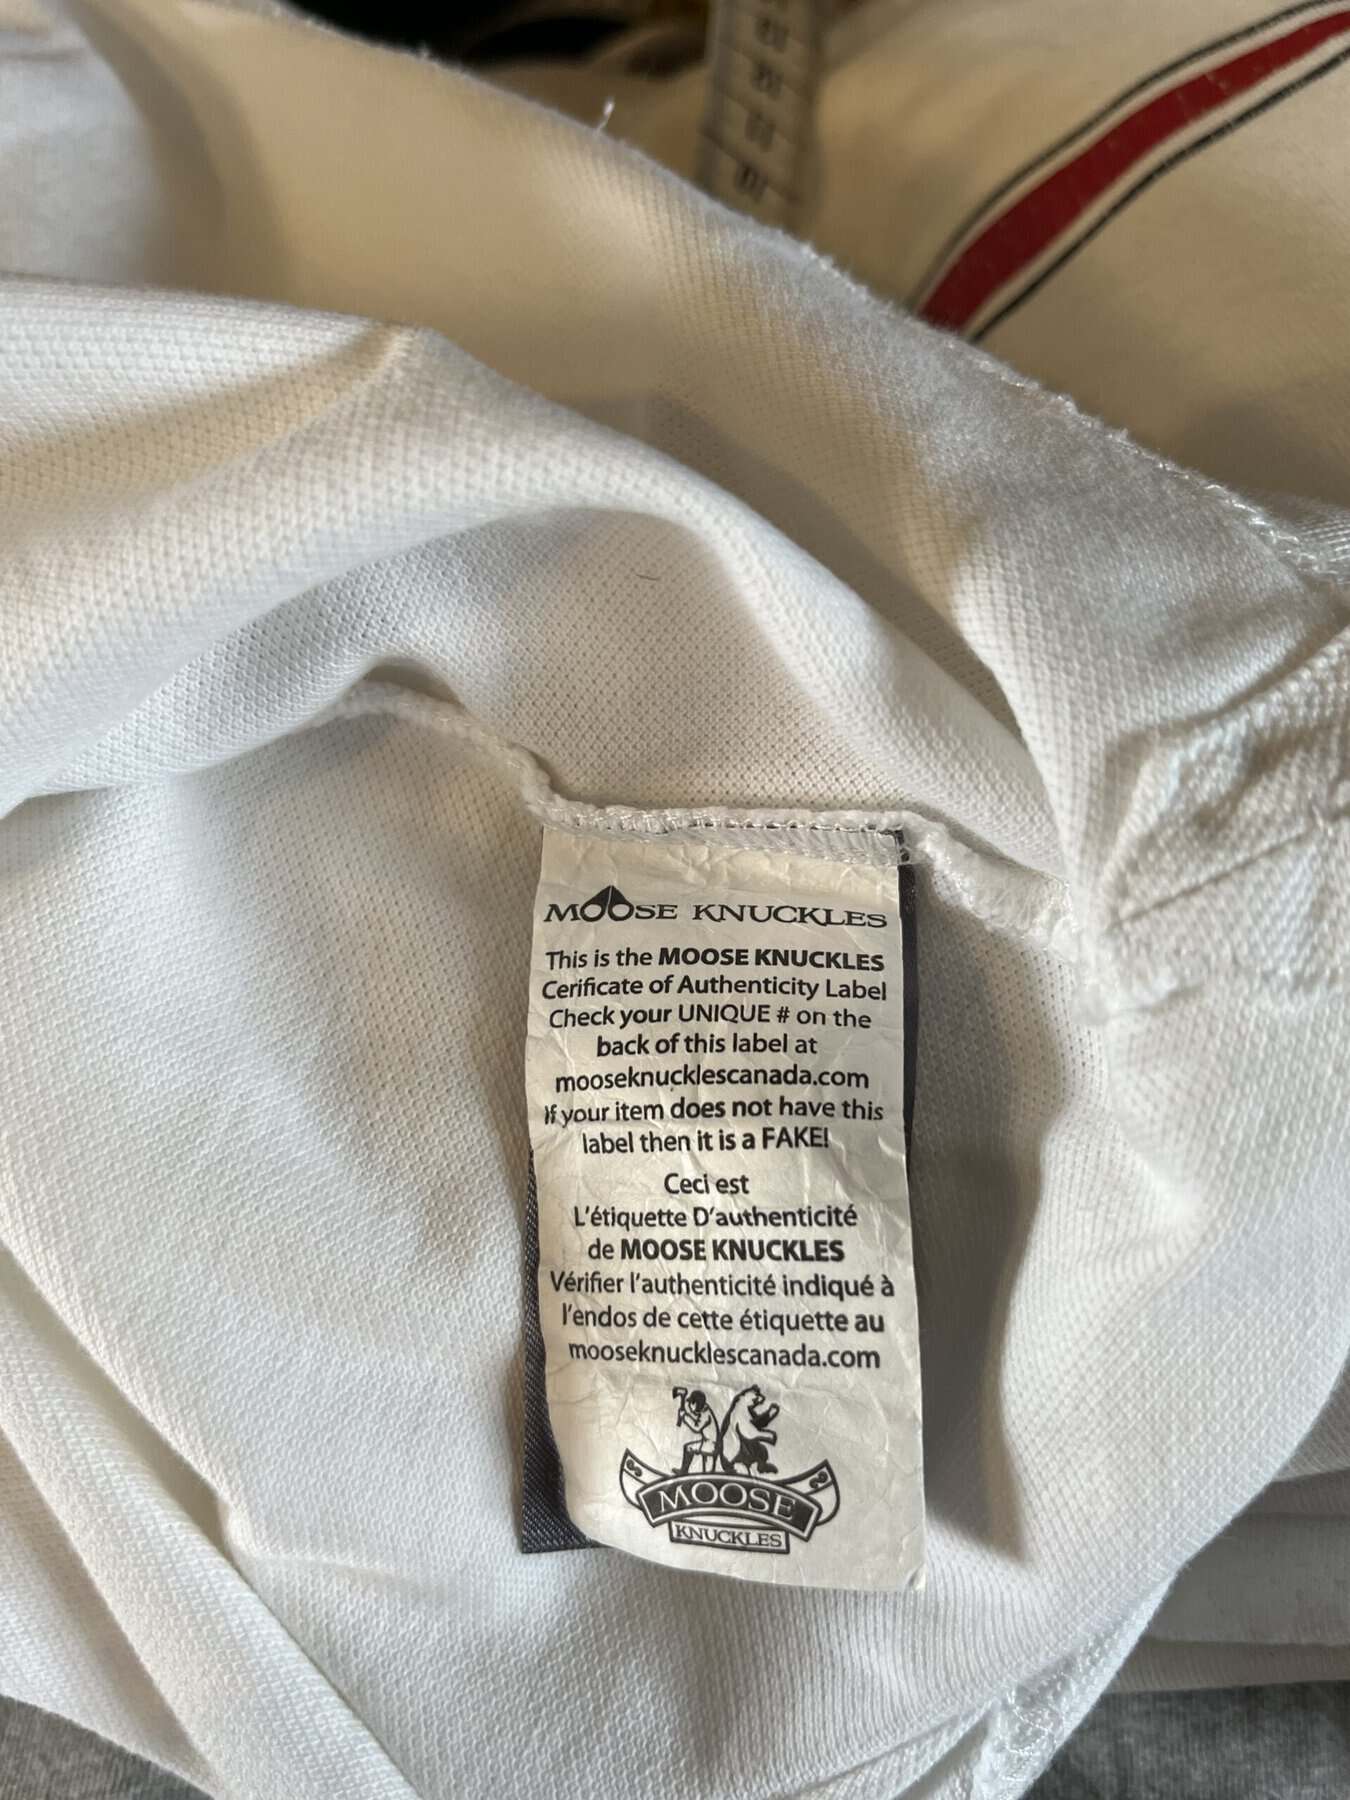 MOOSE KNUCKLES
This is the MOOSE KNUCKLES
Cerificate of Authenticity Label
Check your UNIQUE # on the
back of this label at
mooseknucklescanada.com
If your item does not have this
label then it is a FAKE!
Ceci est
L'étiquette D'authenticité
de MOOSE KNUCKLES
Vérifier l'authenticité indiqué à
l'endos de cette étiquette au
mooseknucklescanada.com
MOOSE
KNUCKLES